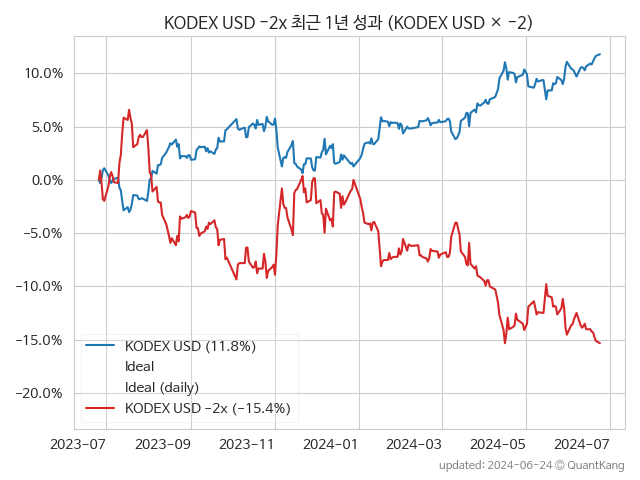 KODEX USD −2x 최근 1년 성과 (KODEX USD × −2)
10.0%
5.0%
0.0%
−5.0%
−10.0%
−15.0%
−20.0%
KODEX USD (11.8%)
Ideal
Ideal (daily)
KODEX USD −2x (−15.4%)
2023−07 2023−09 2023−11 2024−01 2024−03 2024−05 2024−07
updated: 2024−06−24 © QuantKang